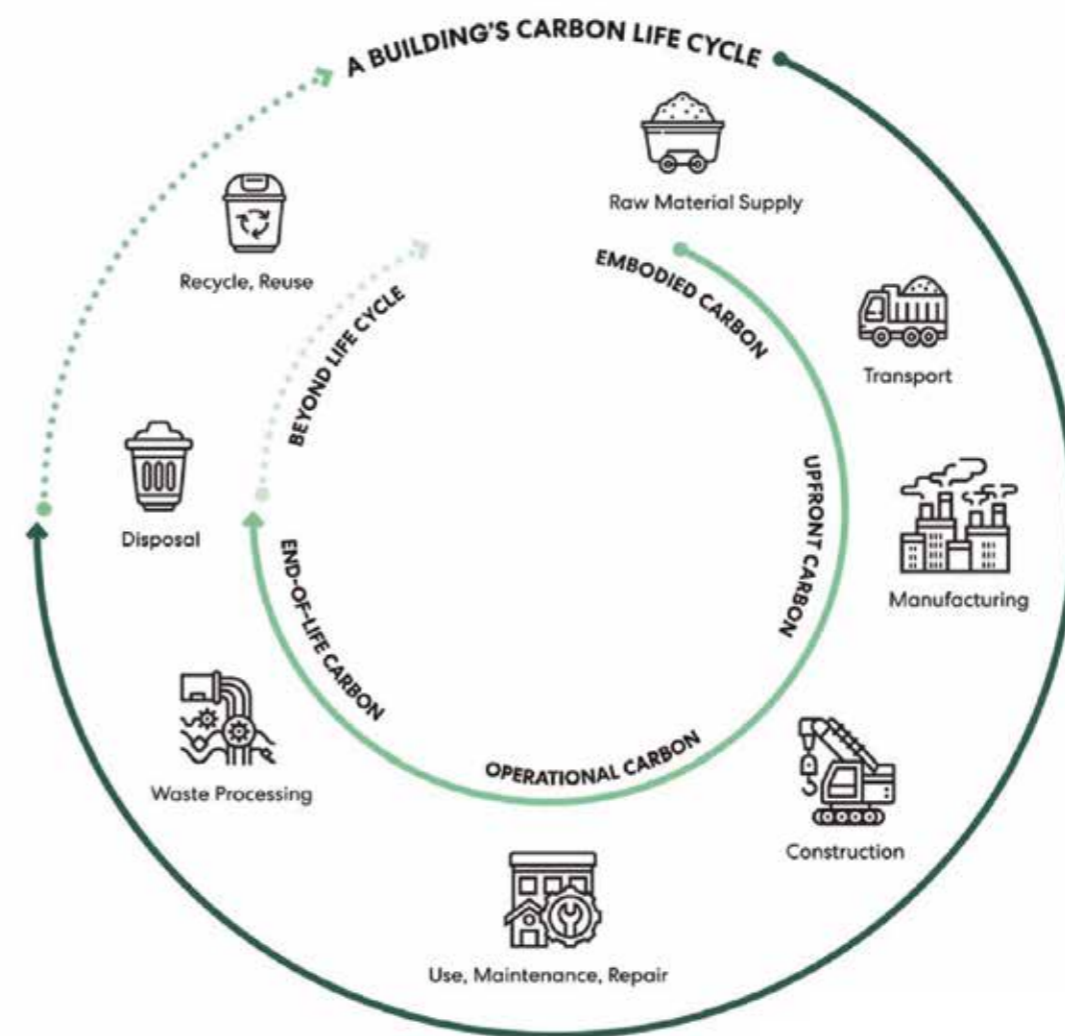 A BUILDING'S CARBON LIFE CYCLE
Raw Material Supply
Transport
Manufacturing
Construction
Use, Maintenance, Repair
Waste Processing
Disposal
Recycle, Reuse
EMBODIED CARBON
UPFRONT CARBON
OPERATIONAL CARBON
END-OF-LIFE CARBON
BEYOND LIFE CYCLE